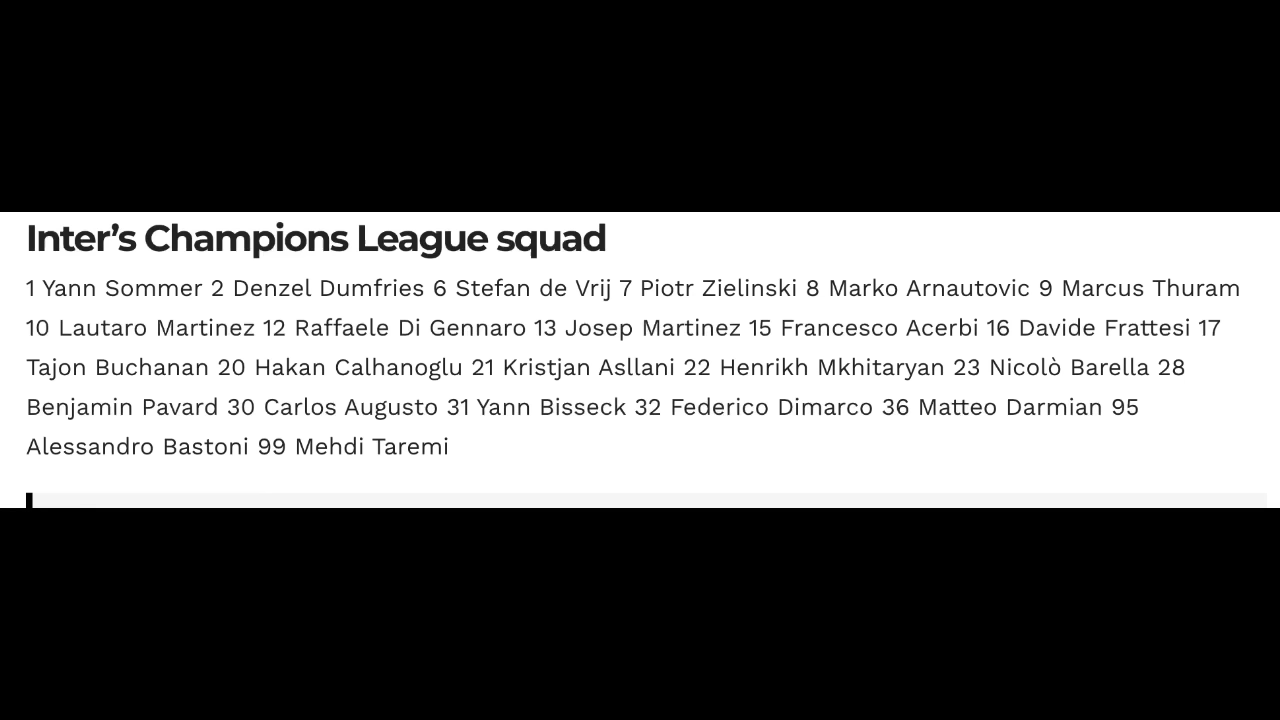 Inter’s Champions League squad
1 Yann Sommer 2 Denzel Dumfries 6 Stefan de Vrij 7 Piotr Zielinski 8 Marko Arnautovic 9 Marcus Thuram
10 Lautaro Martinez 12 Raffaele Di Gennaro 13 Josep Martinez 15 Francesco Acerbi 16 Davide Frattesi 17
Tajon Buchanan 20 Hakan Calhanoglu 21 Kristjan Asllani 22 Henrikh Mkhitaryan 23 Nicolò Barella 28
Benjamin Pavard 30 Carlos Augusto 31 Yann Bisseck 32 Federico Dimarco 36 Matteo Darmian 95
Alessandro Bastoni 99 Mehdi Taremi